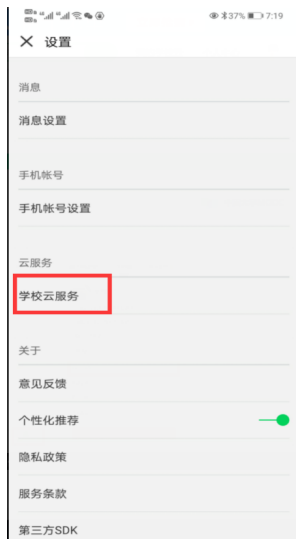 37% 7:19
设置
消息
消息设置
手机帐号
手机帐号设置
云服务
学校云服务
关于
意见反馈
个性化推荐
隐私政策
服务条款
第三方SDK